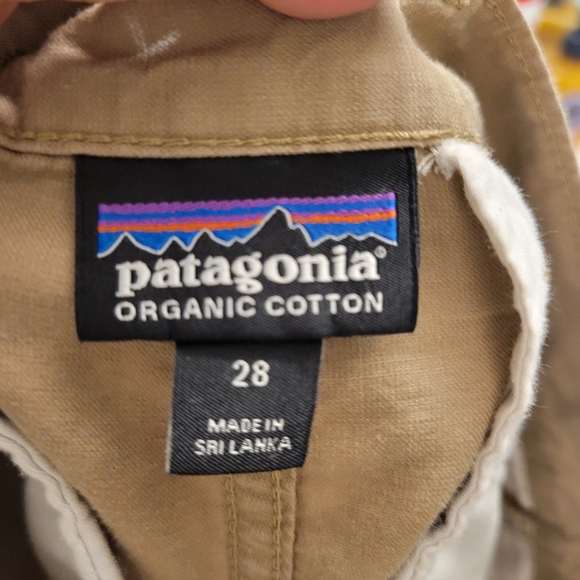 patagonia®
ORGANIC COTTON
28
MADE IN
SRI LANKA